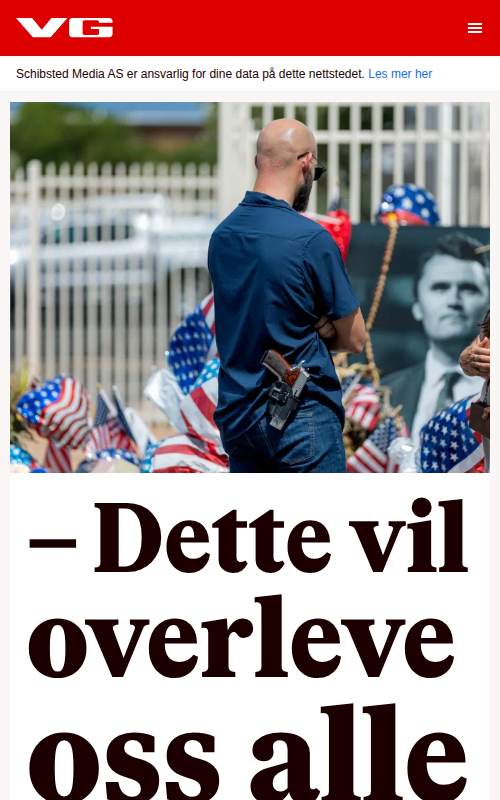 VG
Schibsted Media AS er ansvarlig for dine data på dette nettstedet. Les mer her
– Dette vil
overleve
oss alle